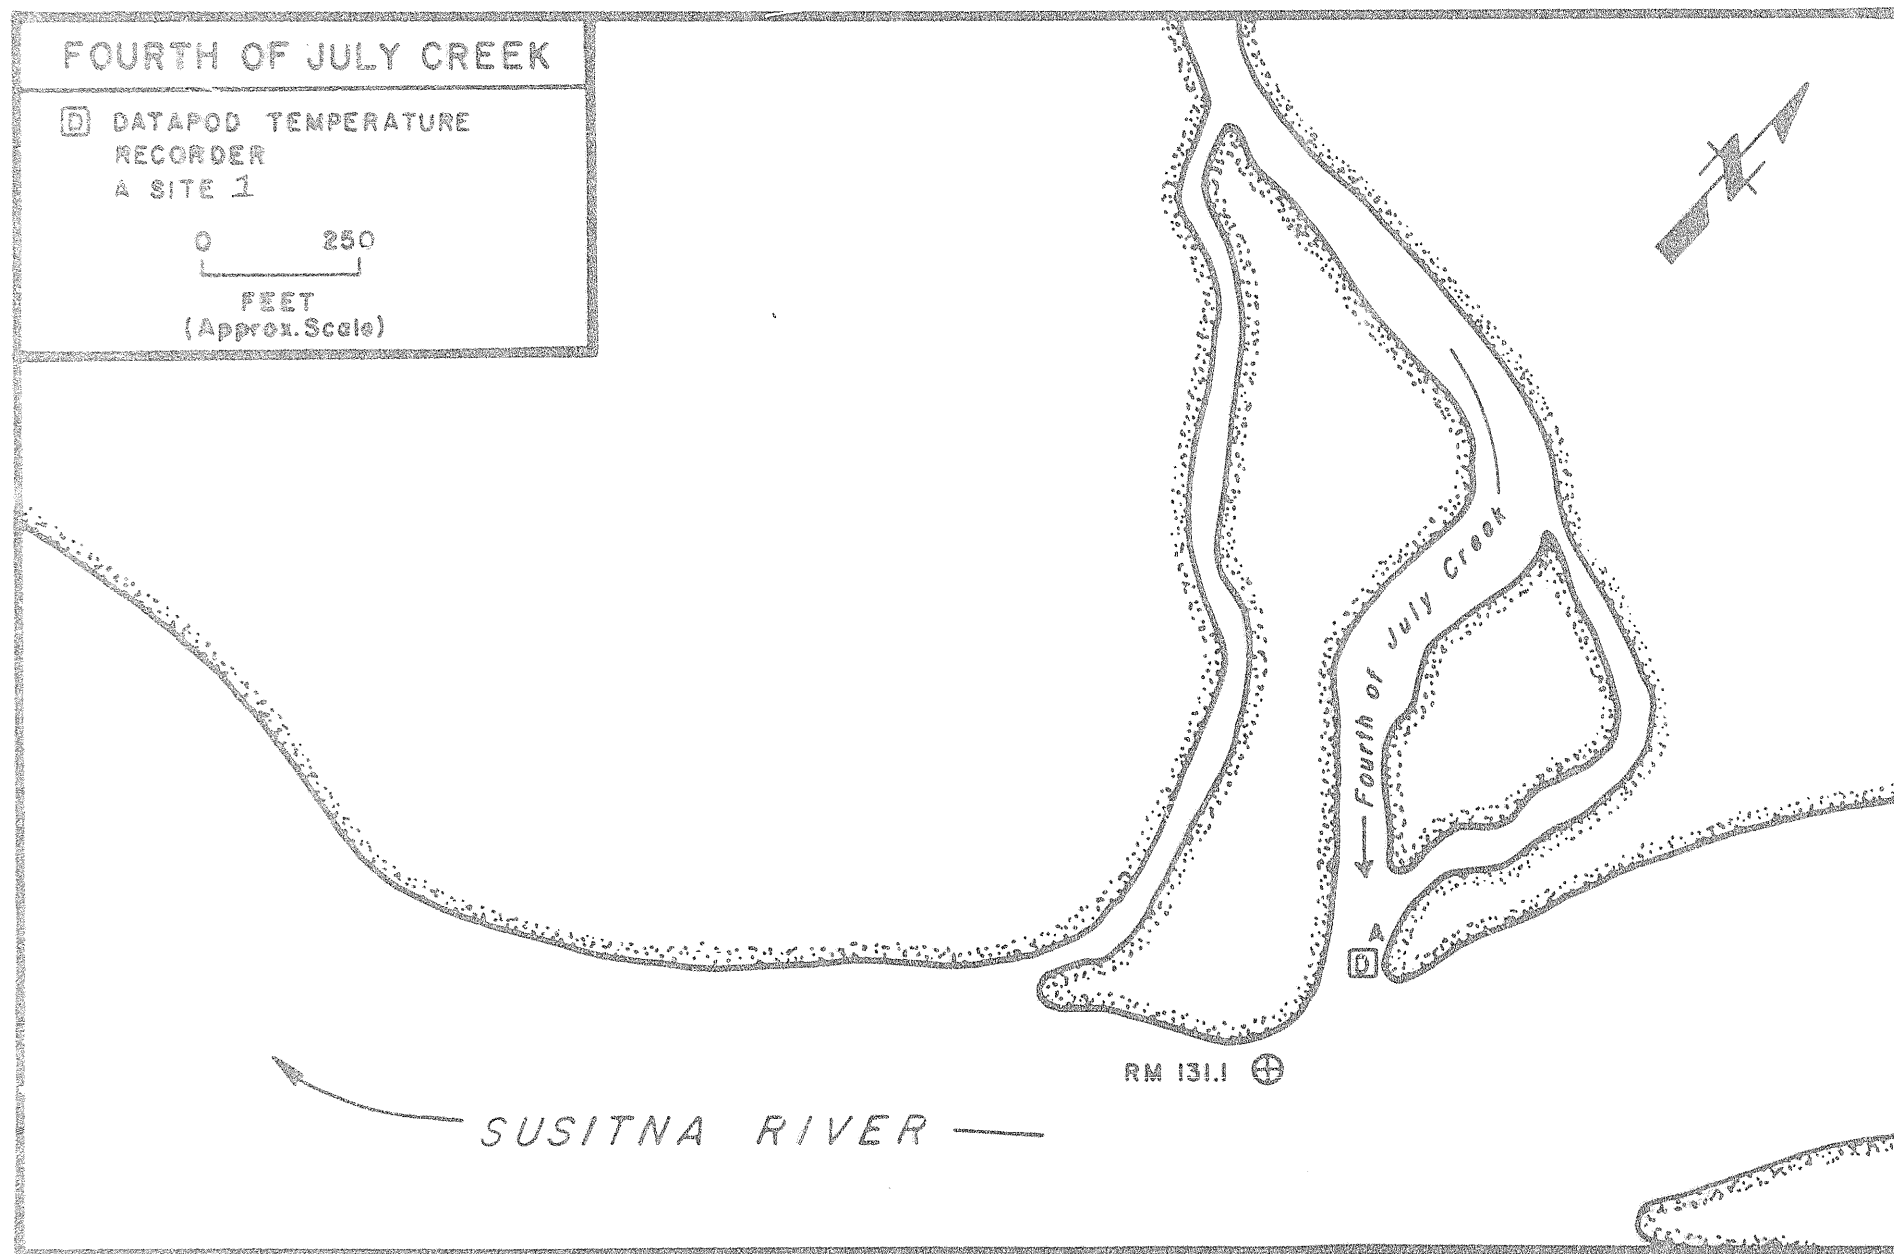 FOURTH OF JULY CREEK
D DATAPOD TEMPERATURE
RECORDER
A SITE 1
0 250
FEET
(Approx. Scale)
N
Fourth of July Creek
A
D
RM 131.1
SUSITNA RIVER